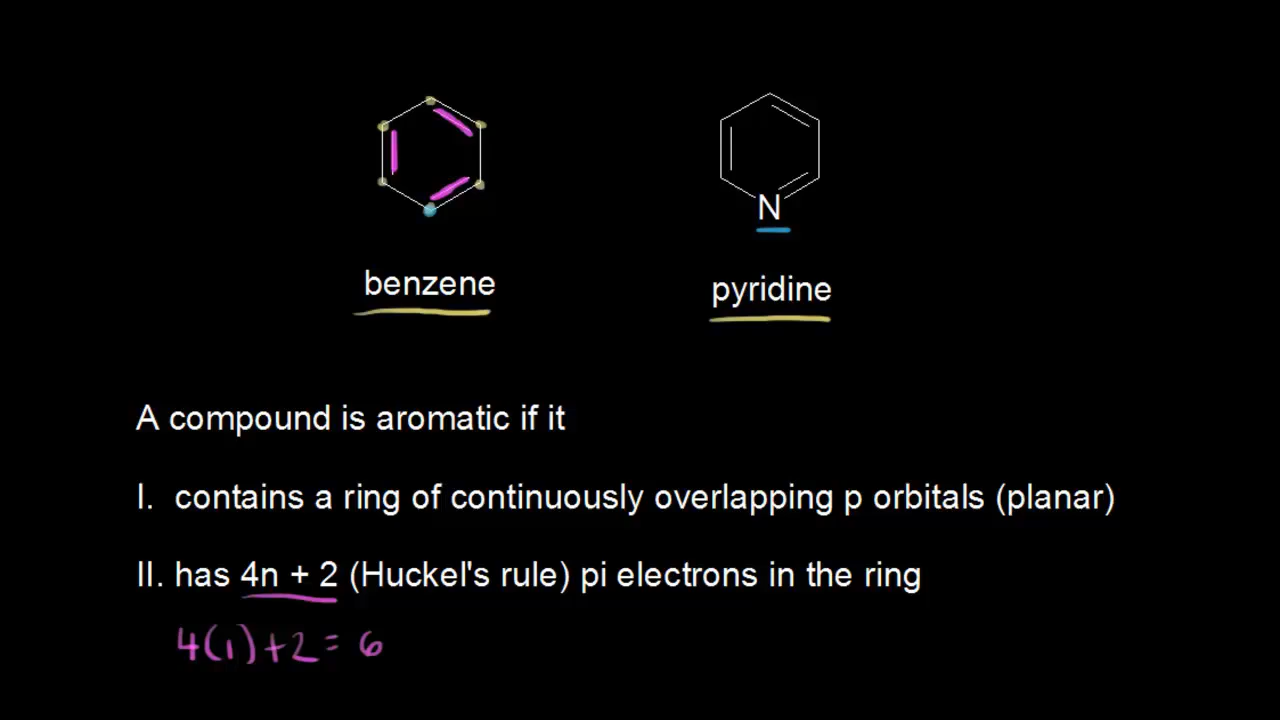 N
benzene
pyridine
A compound is aromatic if it
I. contains a ring of continuously overlapping p orbitals (planar)
II. has 4n + 2 (Huckel's rule) pi electrons in the ring
4(1)+2=6